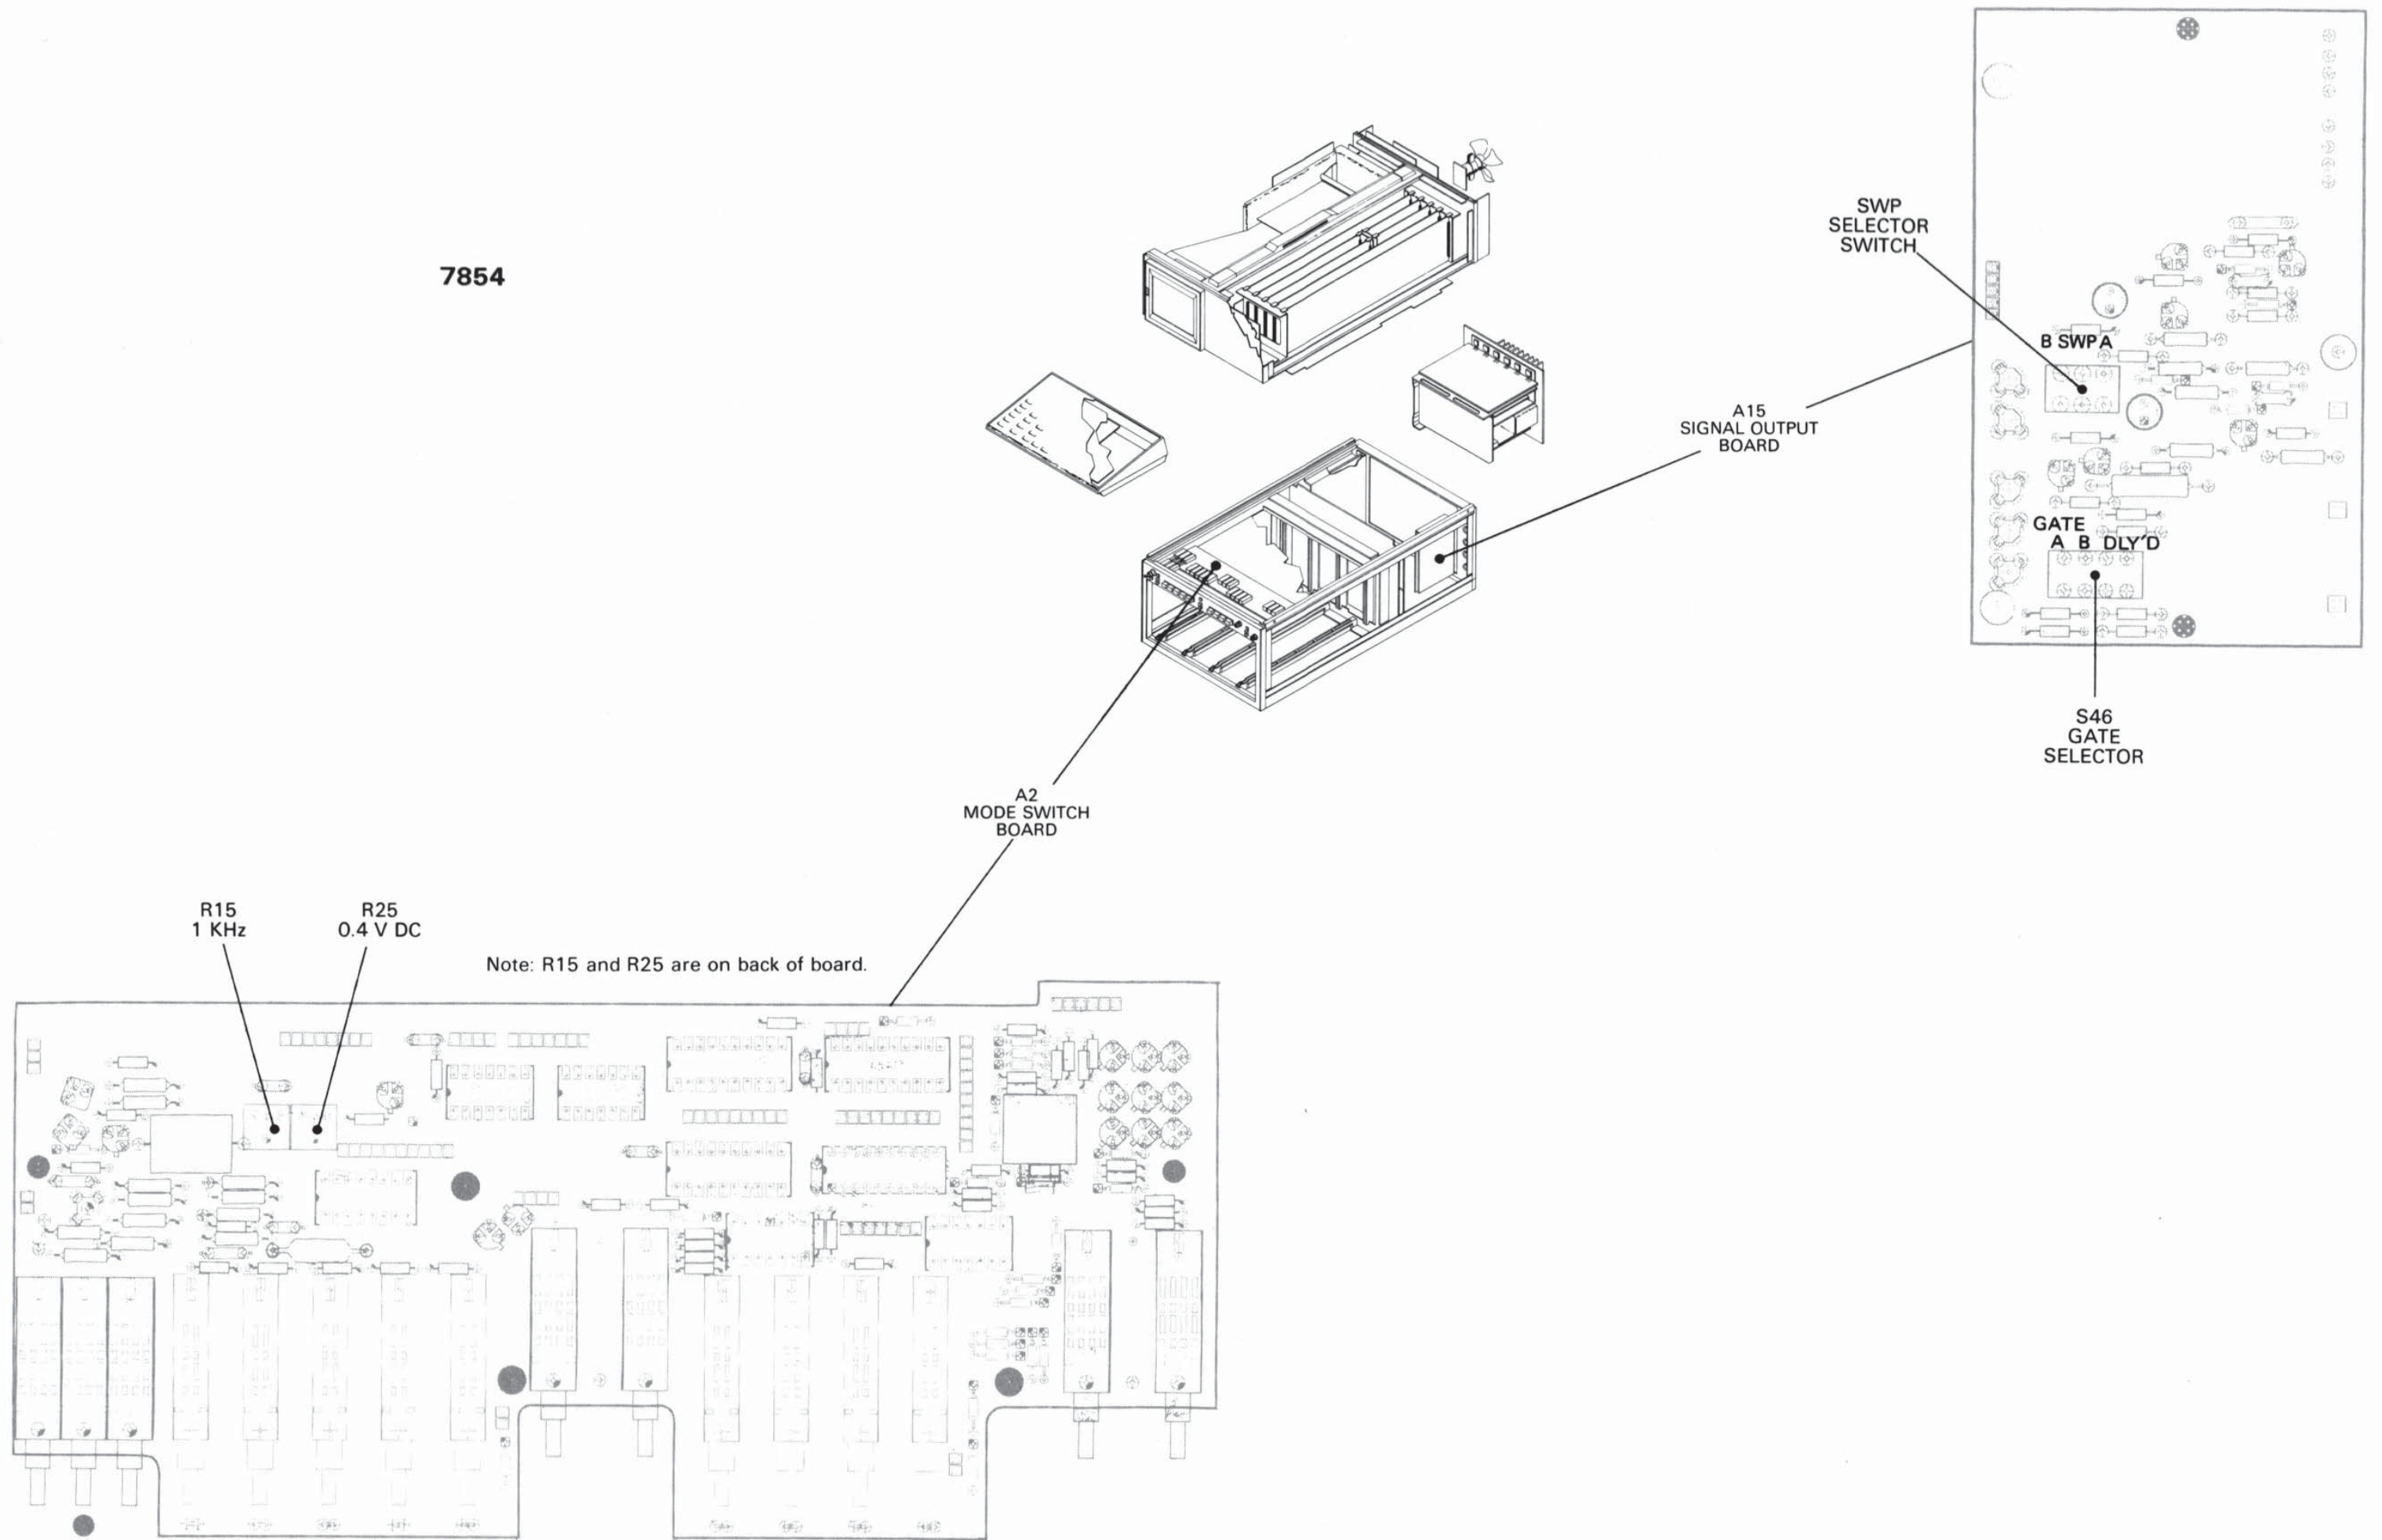 7854
SWP
SELECTOR
SWITCH
B SWP A
A15
SIGNAL OUTPUT
BOARD
GATE
A B DLY'D
S46
GATE
SELECTOR
A2
MODE SWITCH
BOARD
R15
1 KHz
R25
0.4 V DC
Note: R15 and R25 are on back of board.